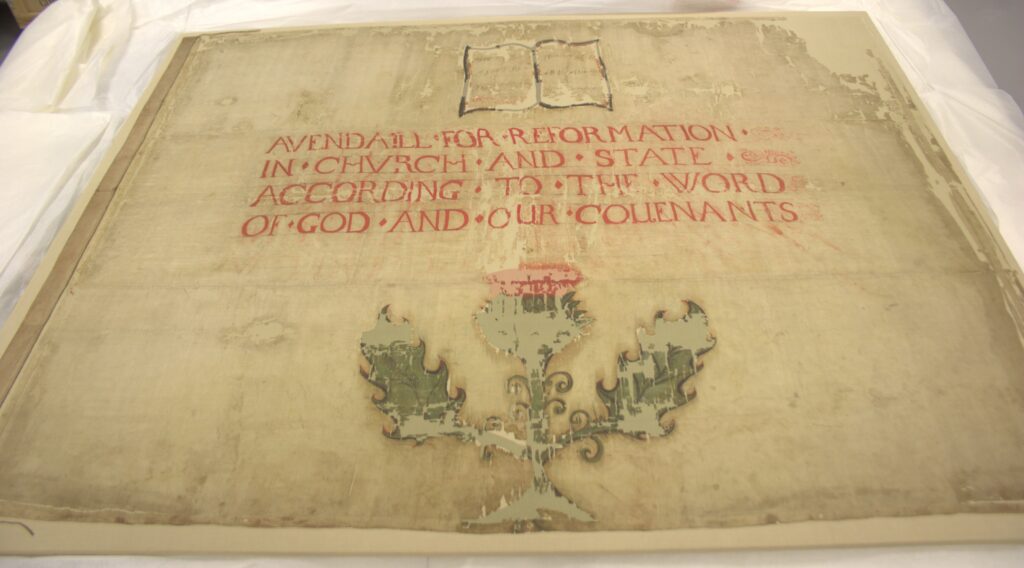 AVENDAILL · FOR · REFORMATION ·
IN · CHVRCH · AND · STATE ·
ACCORDING · TO · THE · WORD
OF · GOD · AND · OUR · COUENANTS